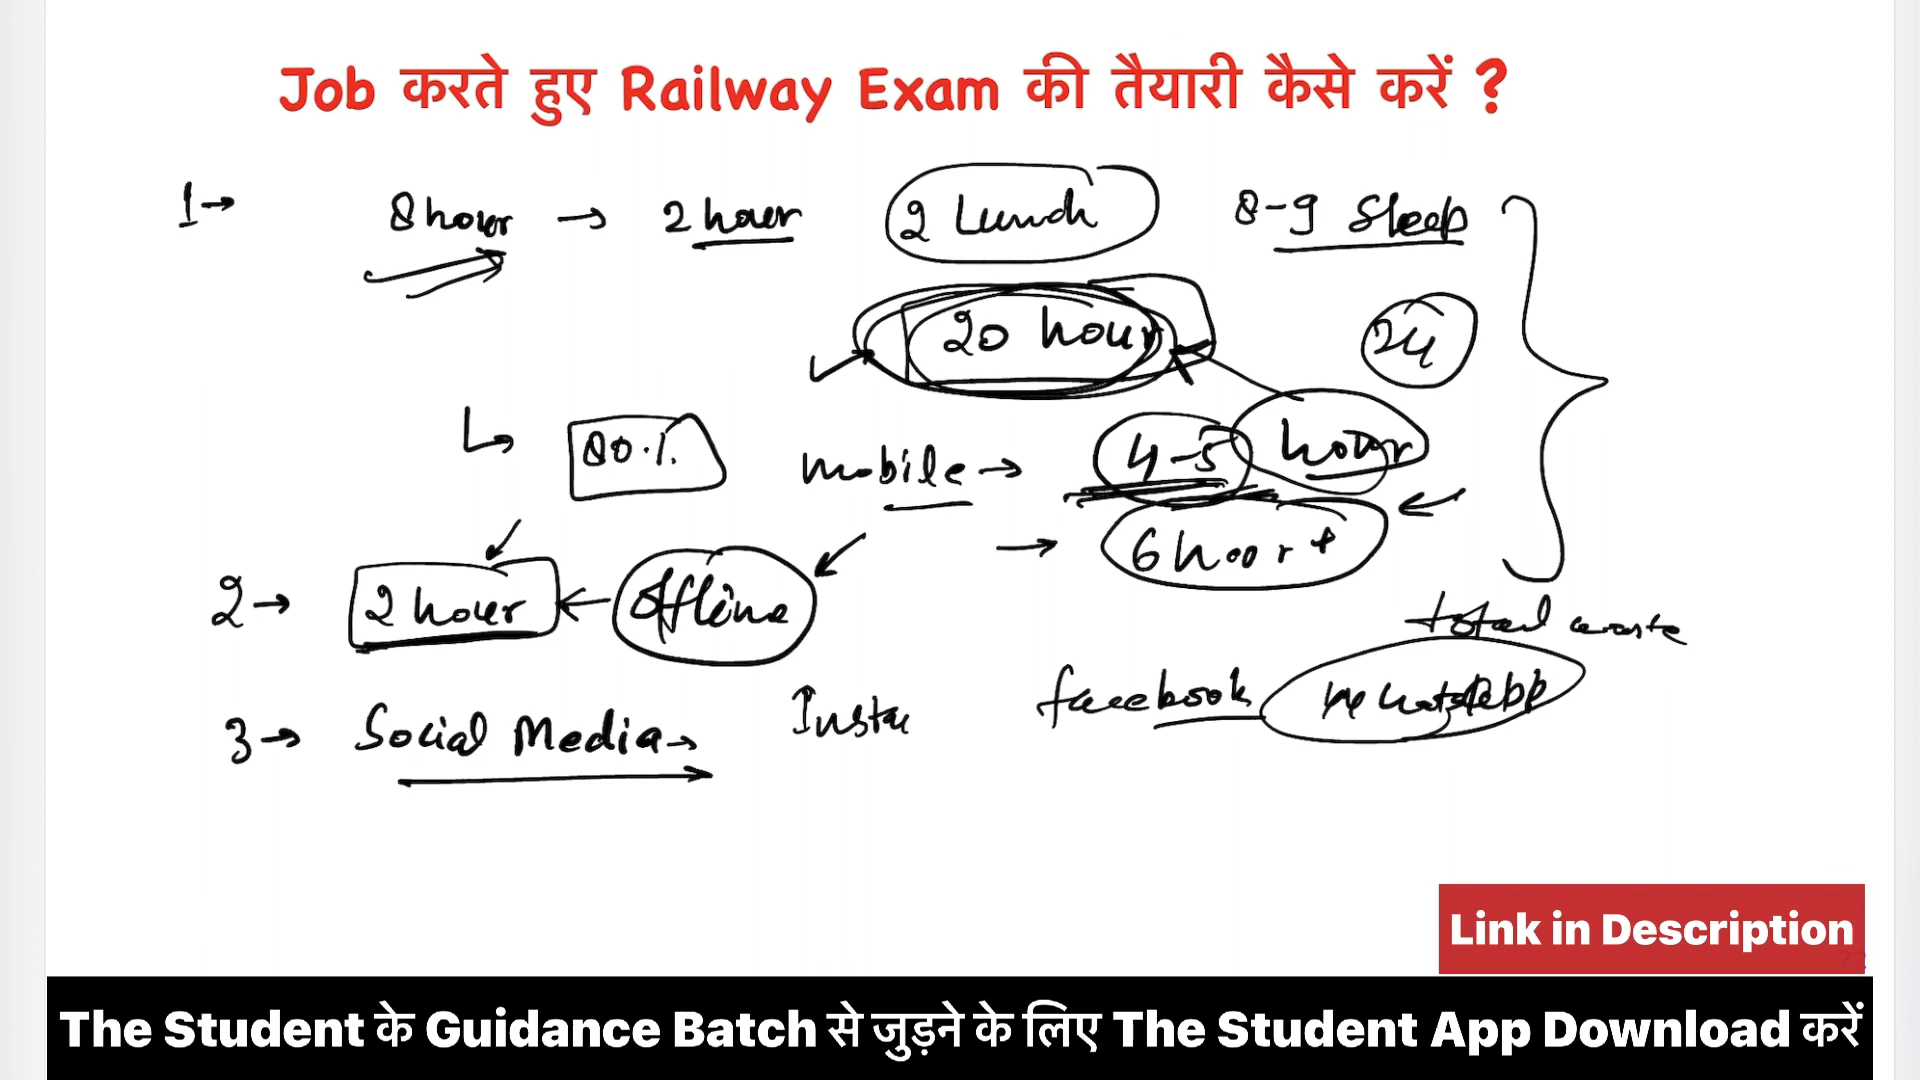 Job करते हुए Railway Exam की तैयारी कैसे करें ?
1→ 8 hour → 2 hour 2 Lunch 8-9 Sleep
20 hour 24
80% mobile → 4-5 hour
→ 6 hour +
2→ 2 hour ← offline
total waste
3→ Social Media→ Insta facebook whatsapp
Link in Description
The Student के Guidance Batch से जुड़ने के लिए The Student App Download करें